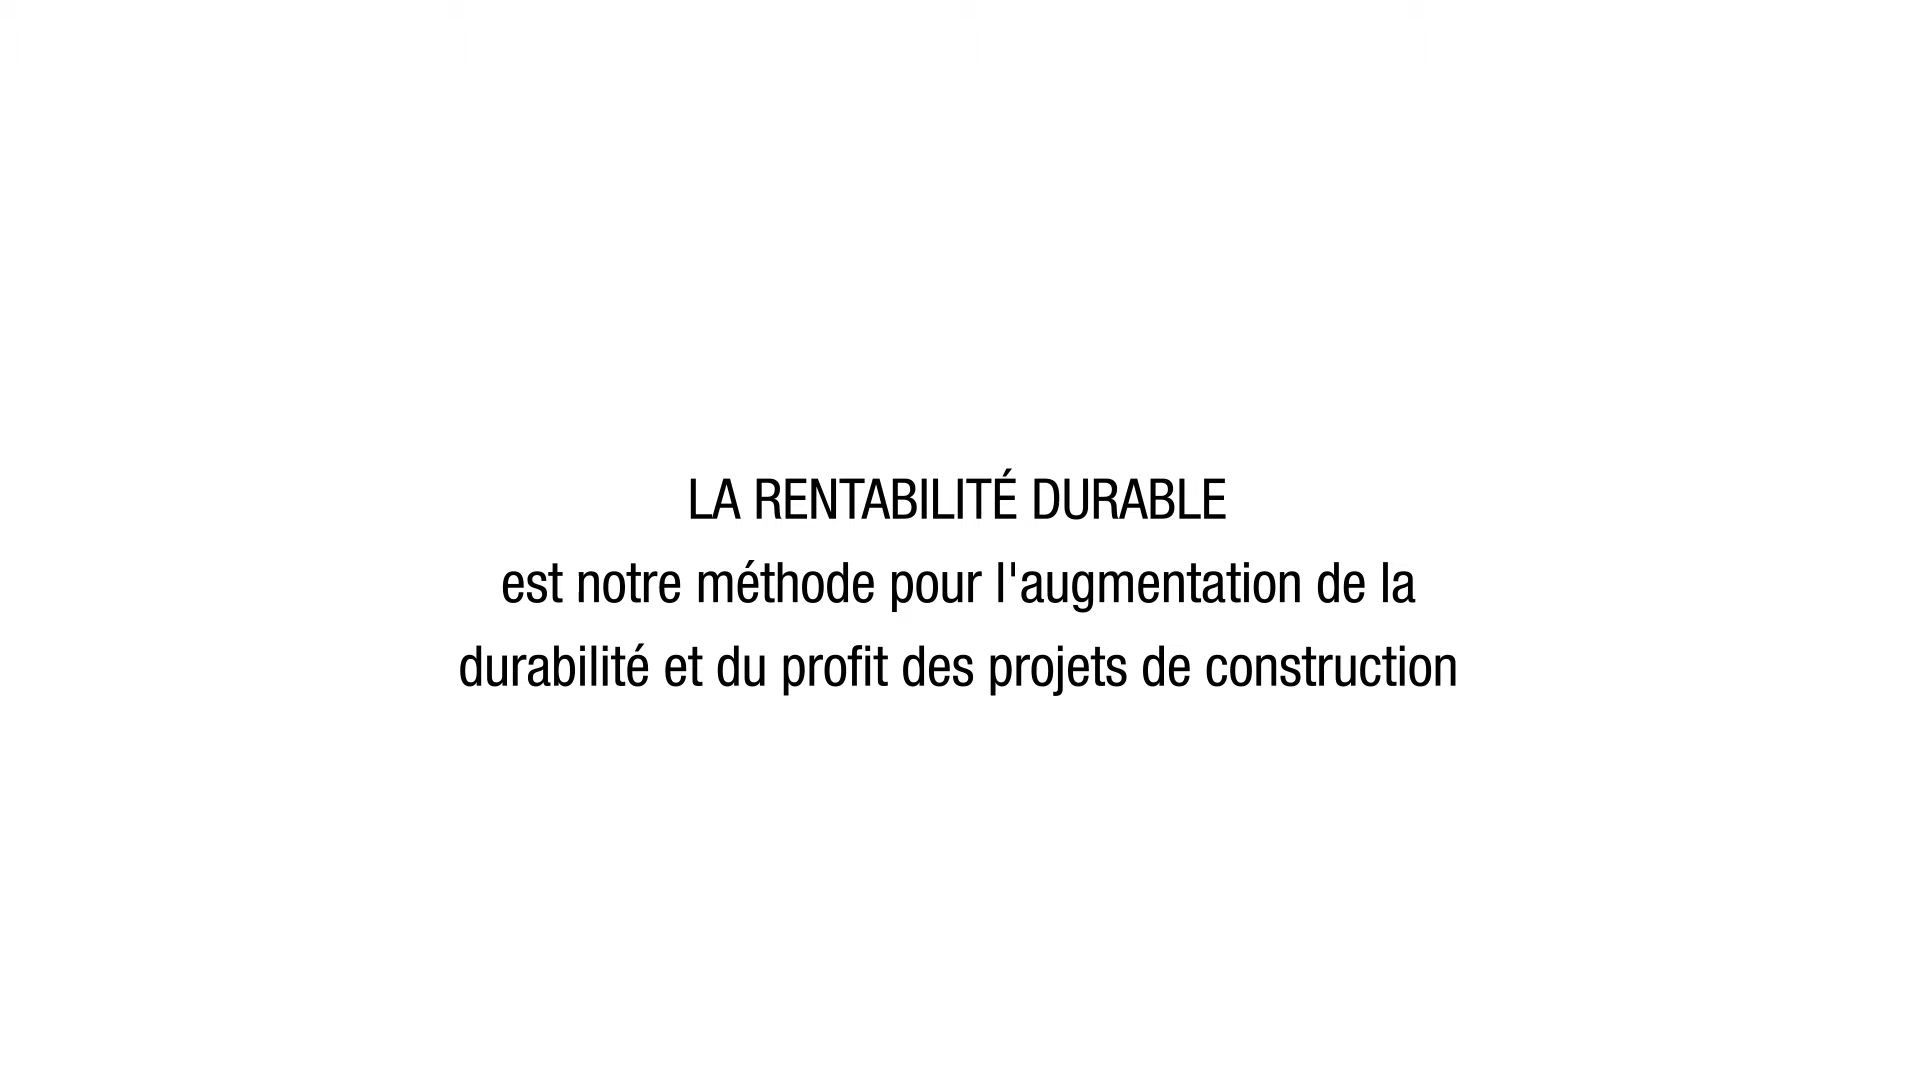 LA RENTABILITÉ DURABLE
est notre méthode pour l'augmentation de la
durabilité et du profit des projets de construction